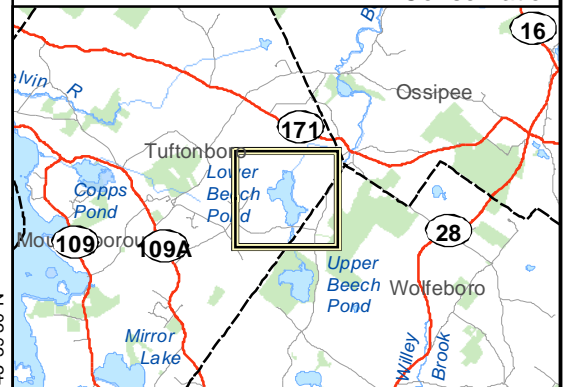 16
B
elvin R
Ossipee
171
Tuftonboro
Lower
Beech
Pond
Copps
Pond
109
109A
28
Upper
Beech
Pond
Wolfeboro
Mirror
Lake
Willey
Brook